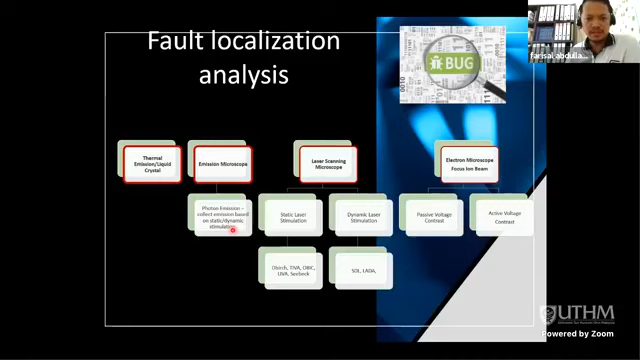 Fault localization
analysis
BUG
farisal abdulla...
Thermal
Emission/Liquid
Crystal
Emission Microscope
Laser Scanning
Microscope
Electron Microscope
Focus Ion Beam
Photon Emission –
collect emission based
on static/dynamic
stimulation
Static Laser
Stimulation
Dynamic Laser
Stimulation
Passive Voltage
Contrast
Active Voltage
Contrast
Obirch, TIVA, OBIC,
LIVA, Seebeck
SDL, LADA,
UTHM
Powered by Zoom